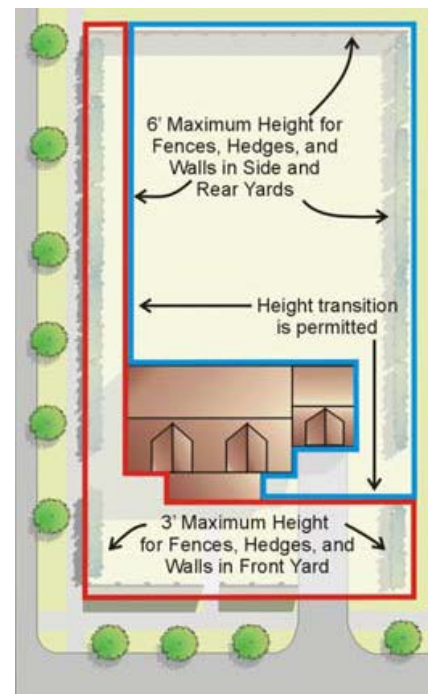 6' Maximum Height for
Fences, Hedges, and
Walls in Side and
Rear Yards
Height transition
is permitted
3' Maximum Height
for Fences, Hedges, and
Walls in Front Yard